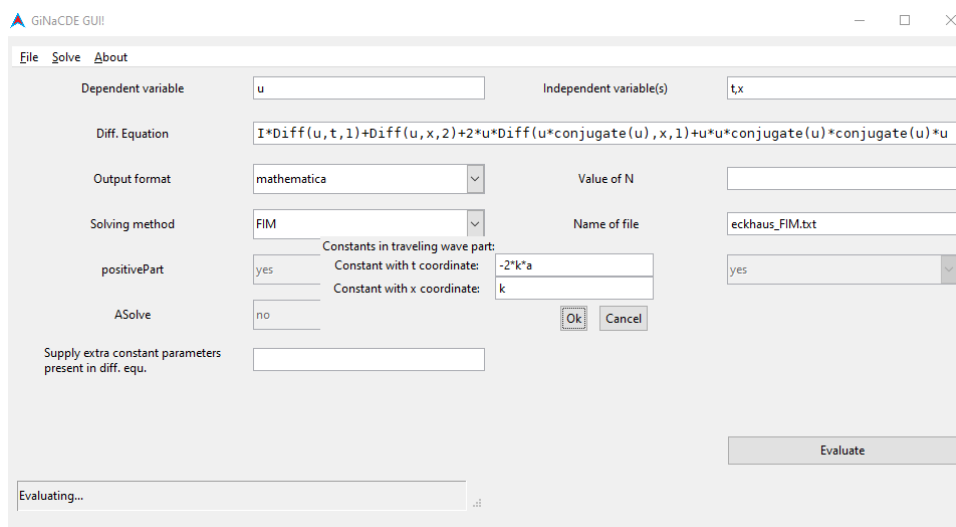 GiNaCDE GUI!
File Solve About
Dependent variable u Independent variable(s) t,x
Diff. Equation I*Diff(u,t,1)+Diff(u,x,2)+2*u*Diff(u*conjugate(u),x,1)+u*u*conjugate(u)*conjugate(u)*u
Output format mathematica Value of N
Solving method FIM Name of file eckhaus_FIM.txt
Constants in traveling wave part:
positivePart yes Constant with t coordinate: -2*k*a yes
Constant with x coordinate: k
ASolve no Ok Cancel
Supply extra constant parameters
present in diff. equ.
Evaluate
Evaluating...